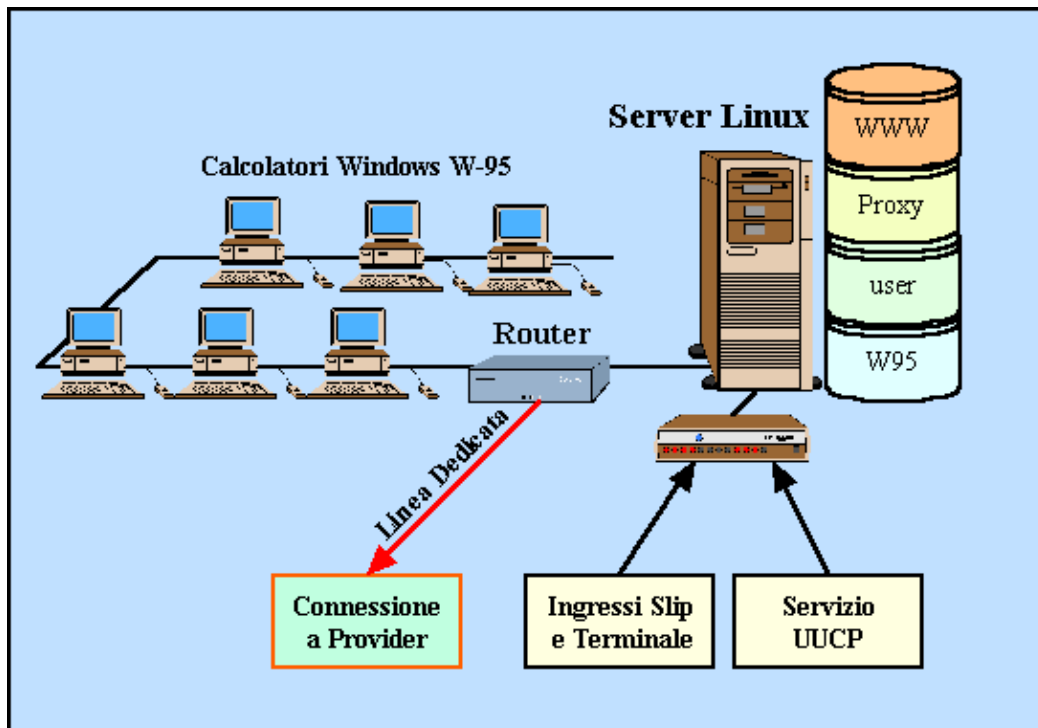 Server Linux
WWW
Calcolatori Windows W-95
Proxy
user
Router
W95
Linea Dedicata
Connessione
a Provider
Ingressi Slip
e Terminale
Servizio
UUCP